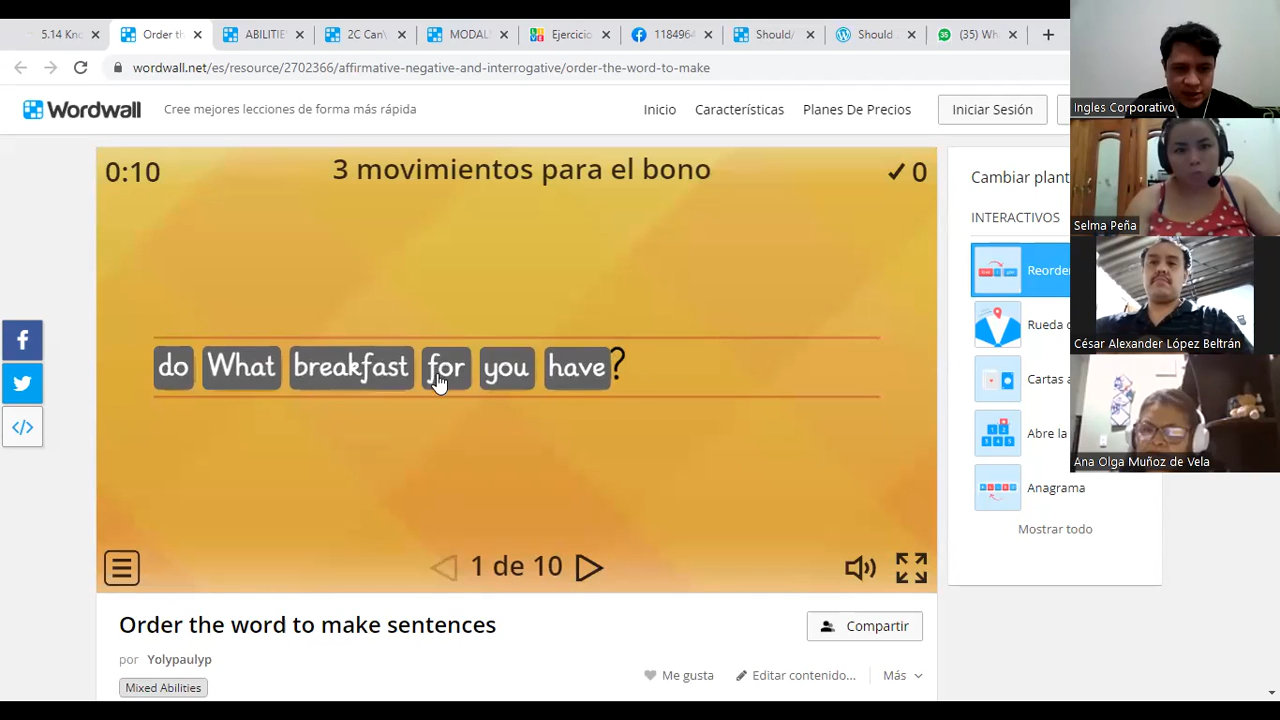 5.14 Kno
Order th
ABILITIES
2C Can\
MODAL
Ejercicio
1184964
Should/
Should
(35) Wh
wordwall.net/es/resource/2702366/affirmative-negative-and-interrogative/order-the-word-to-make
Wordwall
Cree mejores lecciones de forma más rápida
Inicio
Características
Planes De Precios
Iniciar Sesión
Ingles Corporativo
0:10
3 movimientos para el bono
✓ 0
Cambiar plant
INTERACTIVOS
Selma Peña
Reorde
Rueda d
César Alexander López Beltrán
do What breakfast for you have?
Cartas a
Abre la
Ana Olga Muñoz de Vela
Anagrama
Mostrar todo
1 de 10
Order the word to make sentences
Compartir
por Yolypaulyp
Me gusta
Editar contenido...
Más
Mixed Abilities